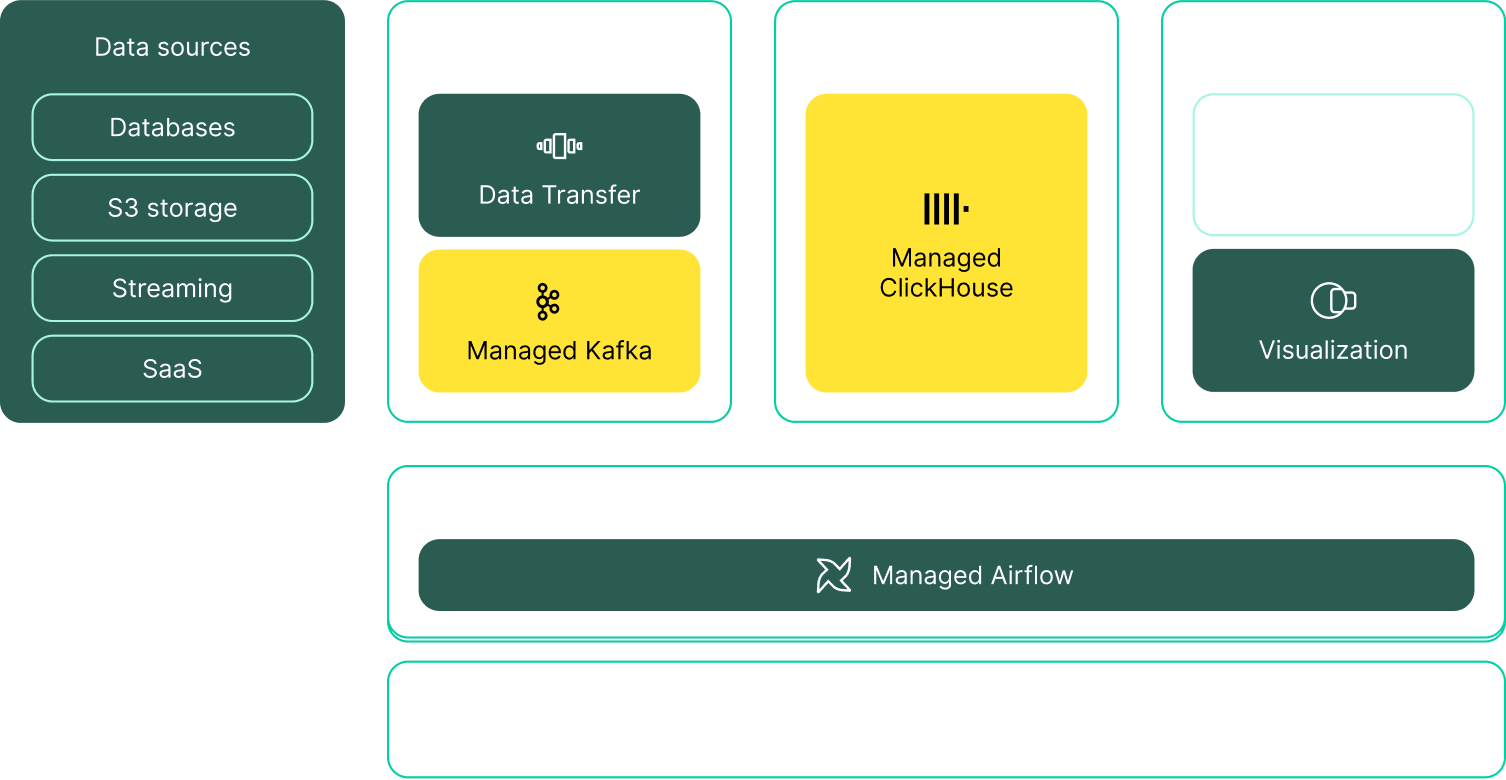 Data sources
Databases
S3 storage
Streaming
SaaS
Data Transfer
Managed Kafka
Managed
ClickHouse
Visualization
Managed Airflow